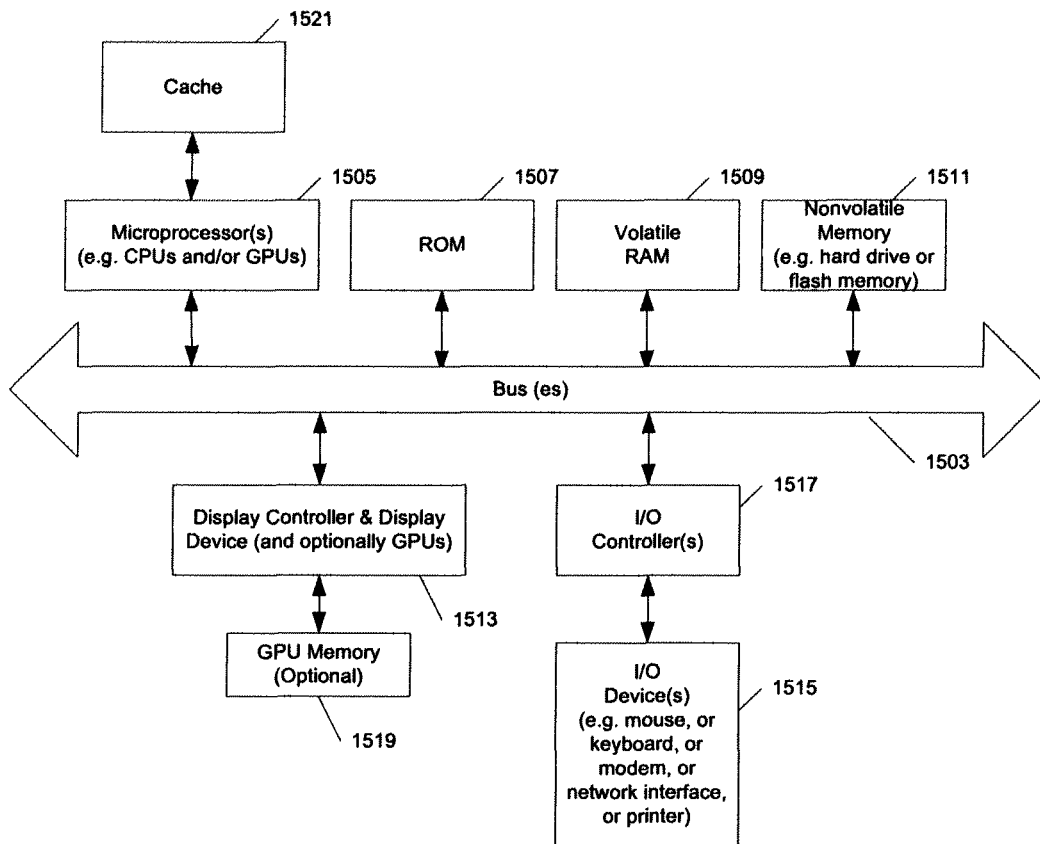 1521
Cache
1505
1507
1509
1511
Microprocessor(s)
(e.g. CPUs and/or GPUs)
ROM
Volatile
RAM
Nonvolatile
Memory
(e.g. hard drive or
flash memory)
Bus (es)
1503
Display Controller & Display
Device (and optionally GPUs)
1513
I/O
Controller(s)
1517
GPU Memory
(Optional)
1519
I/O
Device(s)
(e.g. mouse, or
keyboard, or
modem, or
network interface,
or printer)
1515